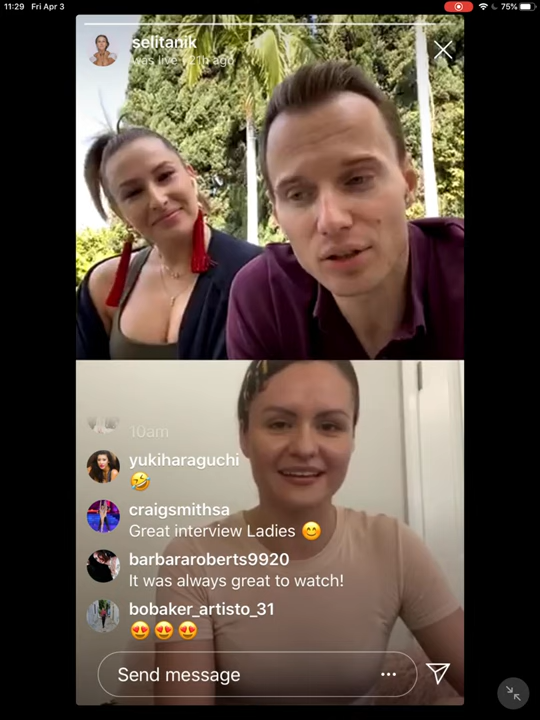 11:29 Fri Apr 3 75%
selitanik
was live | 21h ago
10am
yukiharaguchi
🤣
craigsmithsa
Great interview Ladies 😊
barbararoberts9920
It was always great to watch!
bobaker_artisto_31
😍😍😍
Send message